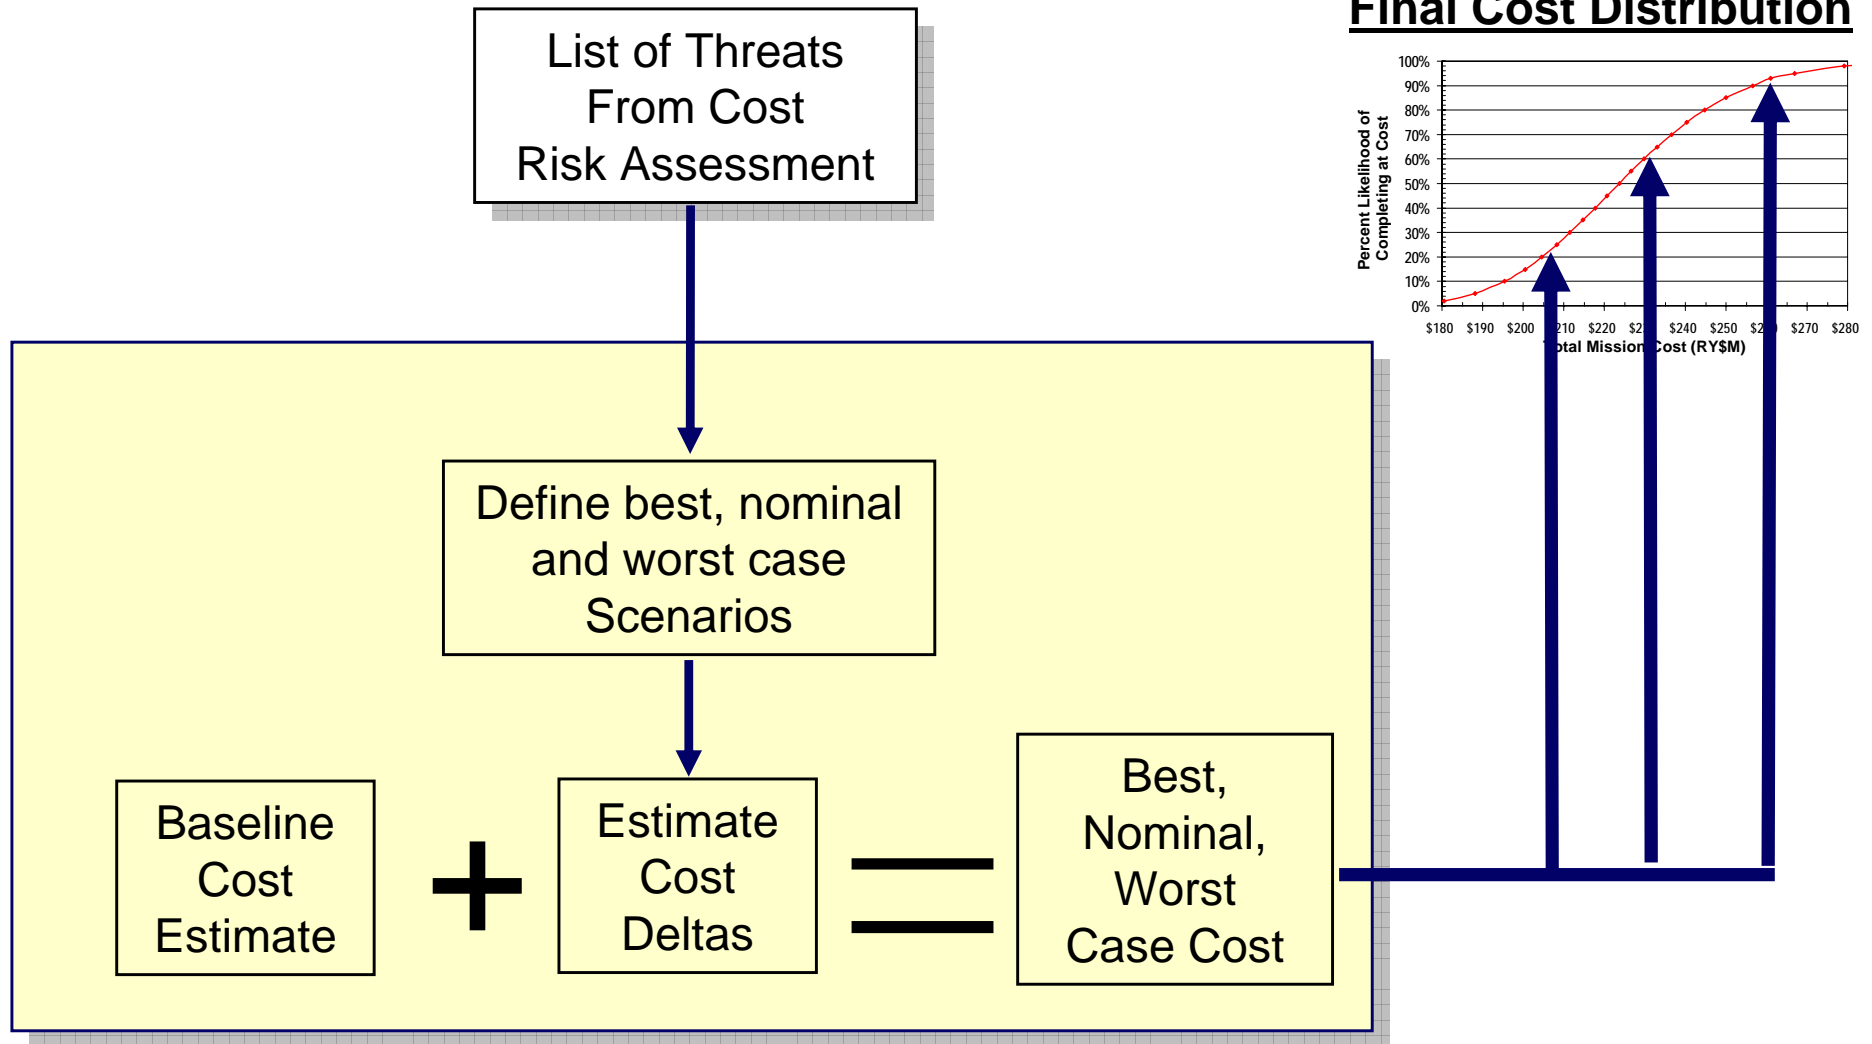 List of Threats
From Cost
Risk Assessment
Final Cost Distribution
Percent Likelihood of
Completing at Cost
100%
90%
80%
70%
60%
50%
40%
30%
20%
10%
0%
$180 $190 $200 $220 $240 $250 $270 $280
Mission Cost (RY$M)
Define best, nominal
and worst case
Scenarios
Baseline
Cost
Estimate
+
Estimate
Cost
Deltas
=
Best,
Nominal,
Worst
Case Cost